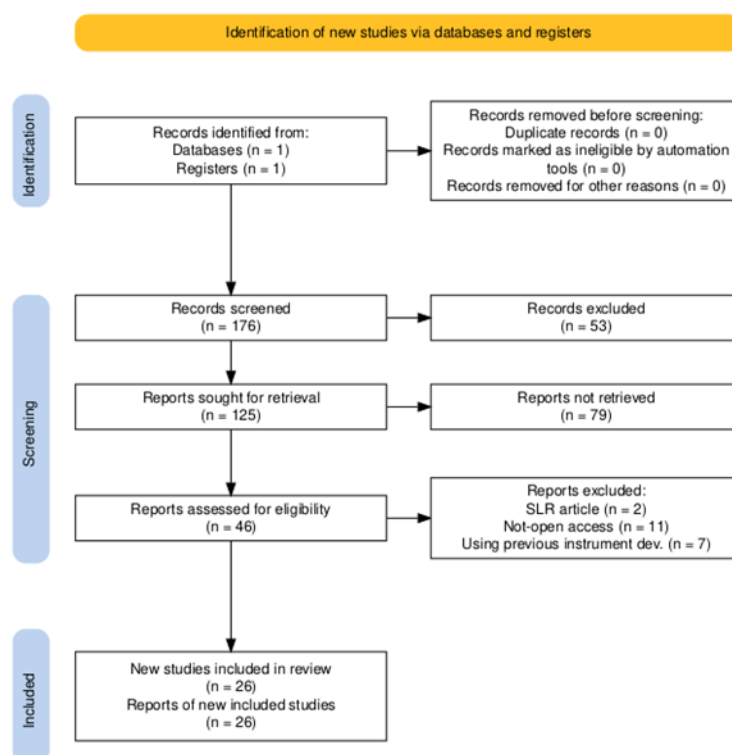 Identification of new studies via databases and registers
Identification
Records identified from:
Databases (n = 1)
Registers (n = 1)
Records removed before screening:
Duplicate records (n = 0)
Records marked as ineligible by automation
tools (n = 0)
Records removed for other reasons (n = 0)
Screening
Records screened
(n = 176)
Records excluded
(n = 53)
Reports sought for retrieval
(n = 125)
Reports not retrieved
(n = 79)
Reports assessed for eligibility
(n = 46)
Reports excluded:
SLR article (n = 2)
Not-open access (n = 11)
Using previous instrument dev. (n = 7)
Included
New studies included in review
(n = 26)
Reports of new included studies
(n = 26)